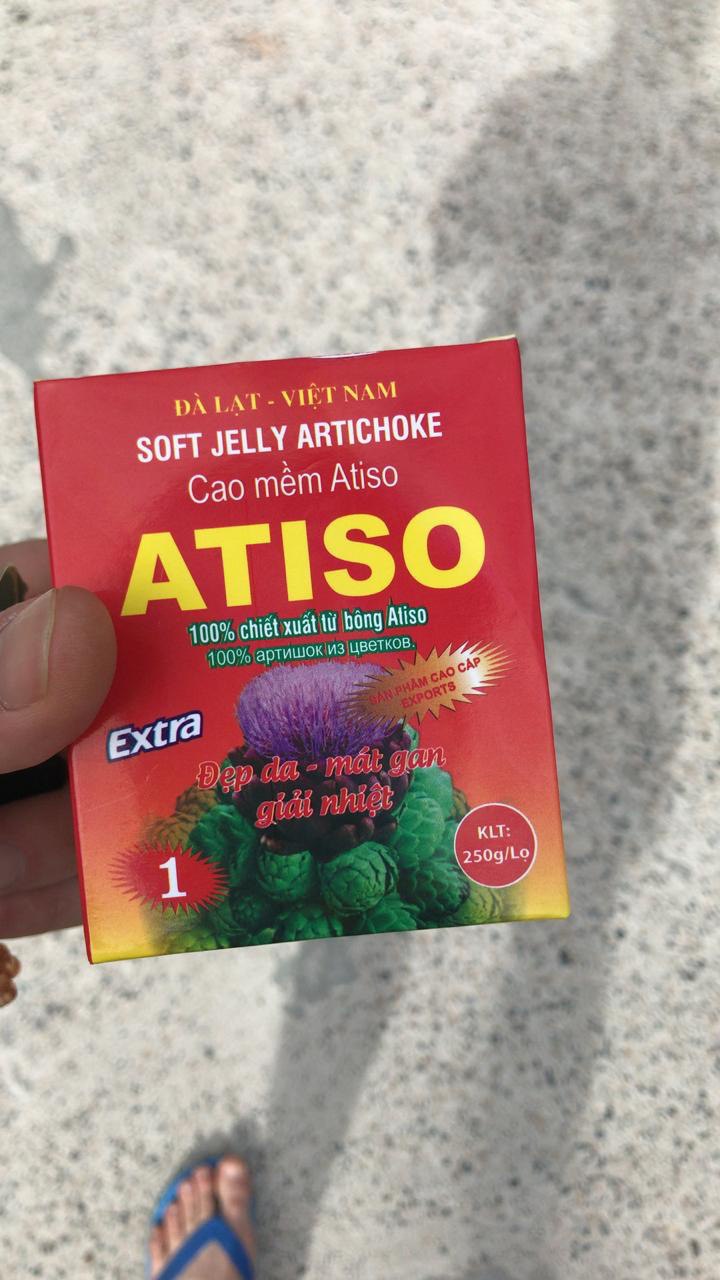 ĐÀ LẠT - VIỆT NAM
SOFT JELLY ARTICHOKE
Cao mềm Atiso
ATISO
100% chiết xuất từ bông Atiso
100% артишок из цветков.
SẢN PHẨM CAO CẤP
EXPORTS
Extra
Đẹp da - mát gan
giải nhiệt
1
KLT:
250g/Lọ